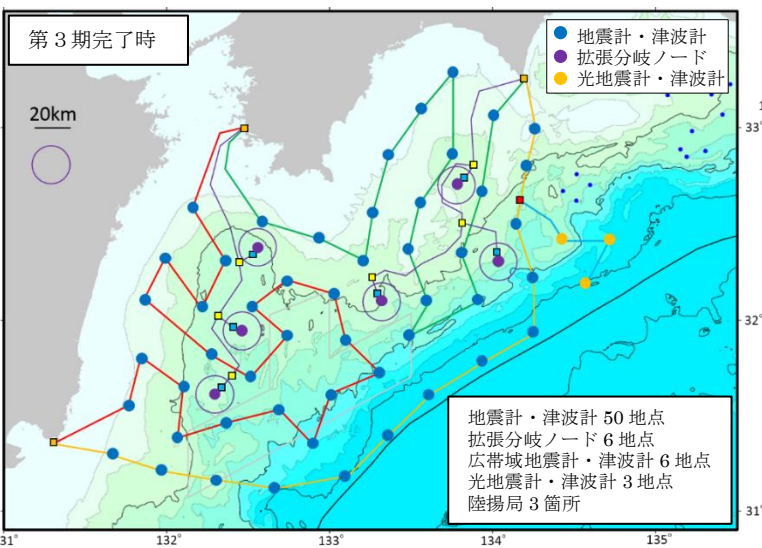 第3期完了時
地震計・津波計
拡張分岐ノード
光地震計・津波計
20km
33°
32°
31°
地震計・津波計 50 地点
拡張分岐ノード 6 地点
広帯域地震計・津波計 6 地点
光地震計・津波計 3 地点
陸揚局 3 箇所
31°
132°
133°
134°
135°